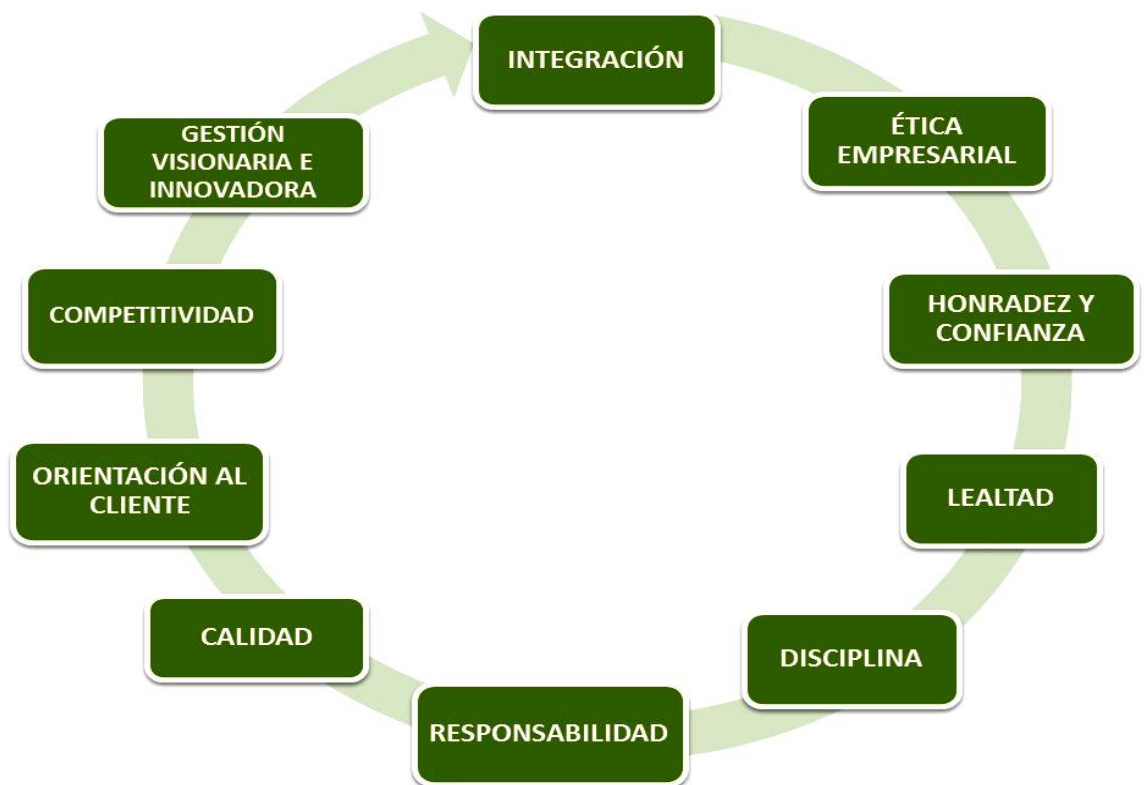 INTEGRACIÓN
ÉTICA
EMPRESARIAL
HONRADEZ Y
CONFIANZA
LEALTAD
DISCIPLINA
RESPONSABILIDAD
CALIDAD
ORIENTACIÓN AL
CLIENTE
COMPETITIVIDAD
GESTIÓN
VISIONARIA E
INNOVADORA